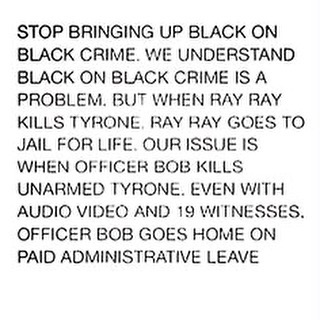 STOP BRINGING UP BLACK ON
BLACK CRIME. WE UNDERSTAND
BLACK ON BLACK CRIME IS A
PROBLEM. BUT WHEN RAY RAY
KILLS TYRONE. RAY RAY GOES TO
JAIL FOR LIFE. OUR ISSUE IS
WHEN OFFICER BOB KILLS
UNARMED TYRONE. EVEN WITH
AUDIO VIDEO AND 19 WITNESSES.
OFFICER BOB GOES HOME ON
PAID ADMINISTRATIVE LEAVE